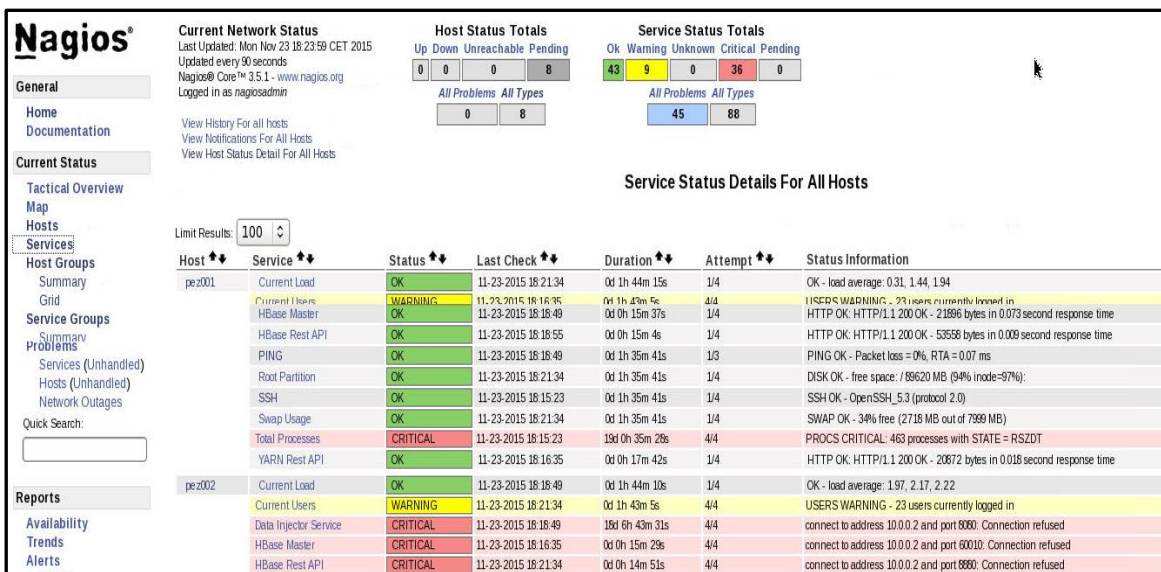 Nagios®
General
Home
Documentation
Current Status
Tactical Overview
Map
Hosts
Services
Host Groups
Summary
Grid
Service Groups
Summary
Problems
Services (Unhandled)
Hosts (Unhandled)
Network Outages
Quick Search:
Reports
Availability
Trends
Alerts
Current Network Status
Last Updated: Mon Nov 23 18:23:59 CET 2015
Updated every 90 seconds
Nagios® Core™ 3.5.1 - www.nagios.org
Logged in as nagiosadmin
View History For all hosts
View Notifications For All Hosts
View Host Status Detail For All Hosts
Host Status Totals
Up Down Unreachable Pending
0 0 0 8
All Problems All Types
0 8
Service Status Totals
Ok Warning Unknown Critical Pending
43 9 0 36 0
All Problems All Types
45 88
Service Status Details For All Hosts
Limit Results: 100
Host Service Status Last Check Duration Attempt Status Information
pez001 Current Load OK 11-23-2015 18:21:34 0d 1h 44m 15s 1/4 OK - load average: 0.31, 1.44, 1.94
Current Users WARNING 11-23-2015 18:16:35 0d 1h 43m 5s 4/4 USERS WARNING - 23 users currently logged in
HBase Master OK 11-23-2015 18:18:49 0d 0h 15m 37s 1/4 HTTP OK: HTTP/1.1 200 OK - 21896 bytes in 0.073 second response time
HBase Rest API OK 11-23-2015 18:18:55 0d 0h 15m 4s 1/4 HTTP OK: HTTP/1.1 200 OK - 53558 bytes in 0.009 second response time
PING OK 11-23-2015 18:18:49 0d 1h 35m 41s 1/3 PING OK - Packet loss = 0%, RTA = 0.07 ms
Root Partition OK 11-23-2015 18:21:34 0d 1h 35m 41s 1/4 DISK OK - free space: / 89620 MB (94% inode=97%):
SSH OK 11-23-2015 18:15:23 0d 1h 35m 41s 1/4 SSH OK - OpenSSH_5.3 (protocol 2.0)
Swap Usage OK 11-23-2015 18:21:34 0d 1h 35m 41s 1/4 SWAP OK - 34% free (2718 MB out of 7999 MB)
Total Processes CRITICAL 11-23-2015 18:15:23 19d 0h 35m 28s 4/4 PROCS CRITICAL: 463 processes with STATE = RSZDT
YARN Rest API OK 11-23-2015 18:16:35 0d 0h 17m 42s 1/4 HTTP OK: HTTP/1.1 200 OK - 20872 bytes in 0.018 second response time
pez002 Current Load OK 11-23-2015 18:18:49 0d 1h 44m 10s 1/4 OK - load average: 1.97, 2.17, 2.22
Current Users WARNING 11-23-2015 18:21:34 0d 1h 43m 5s 4/4 USERS WARNING - 23 users currently logged in
Data Injector Service CRITICAL 11-23-2015 18:18:49 18d 6h 43m 31s 4/4 connect to address 10.0.0.2 and port 8080: Connection refused
HBase Master CRITICAL 11-23-2015 18:16:35 0d 0h 15m 29s 4/4 connect to address 10.0.0.2 and port 60010: Connection refused
HBase Rest API CRITICAL 11-23-2015 18:21:34 0d 0h 14m 51s 4/4 connect to address 10.0.0.2 and port 8880: Connection refused